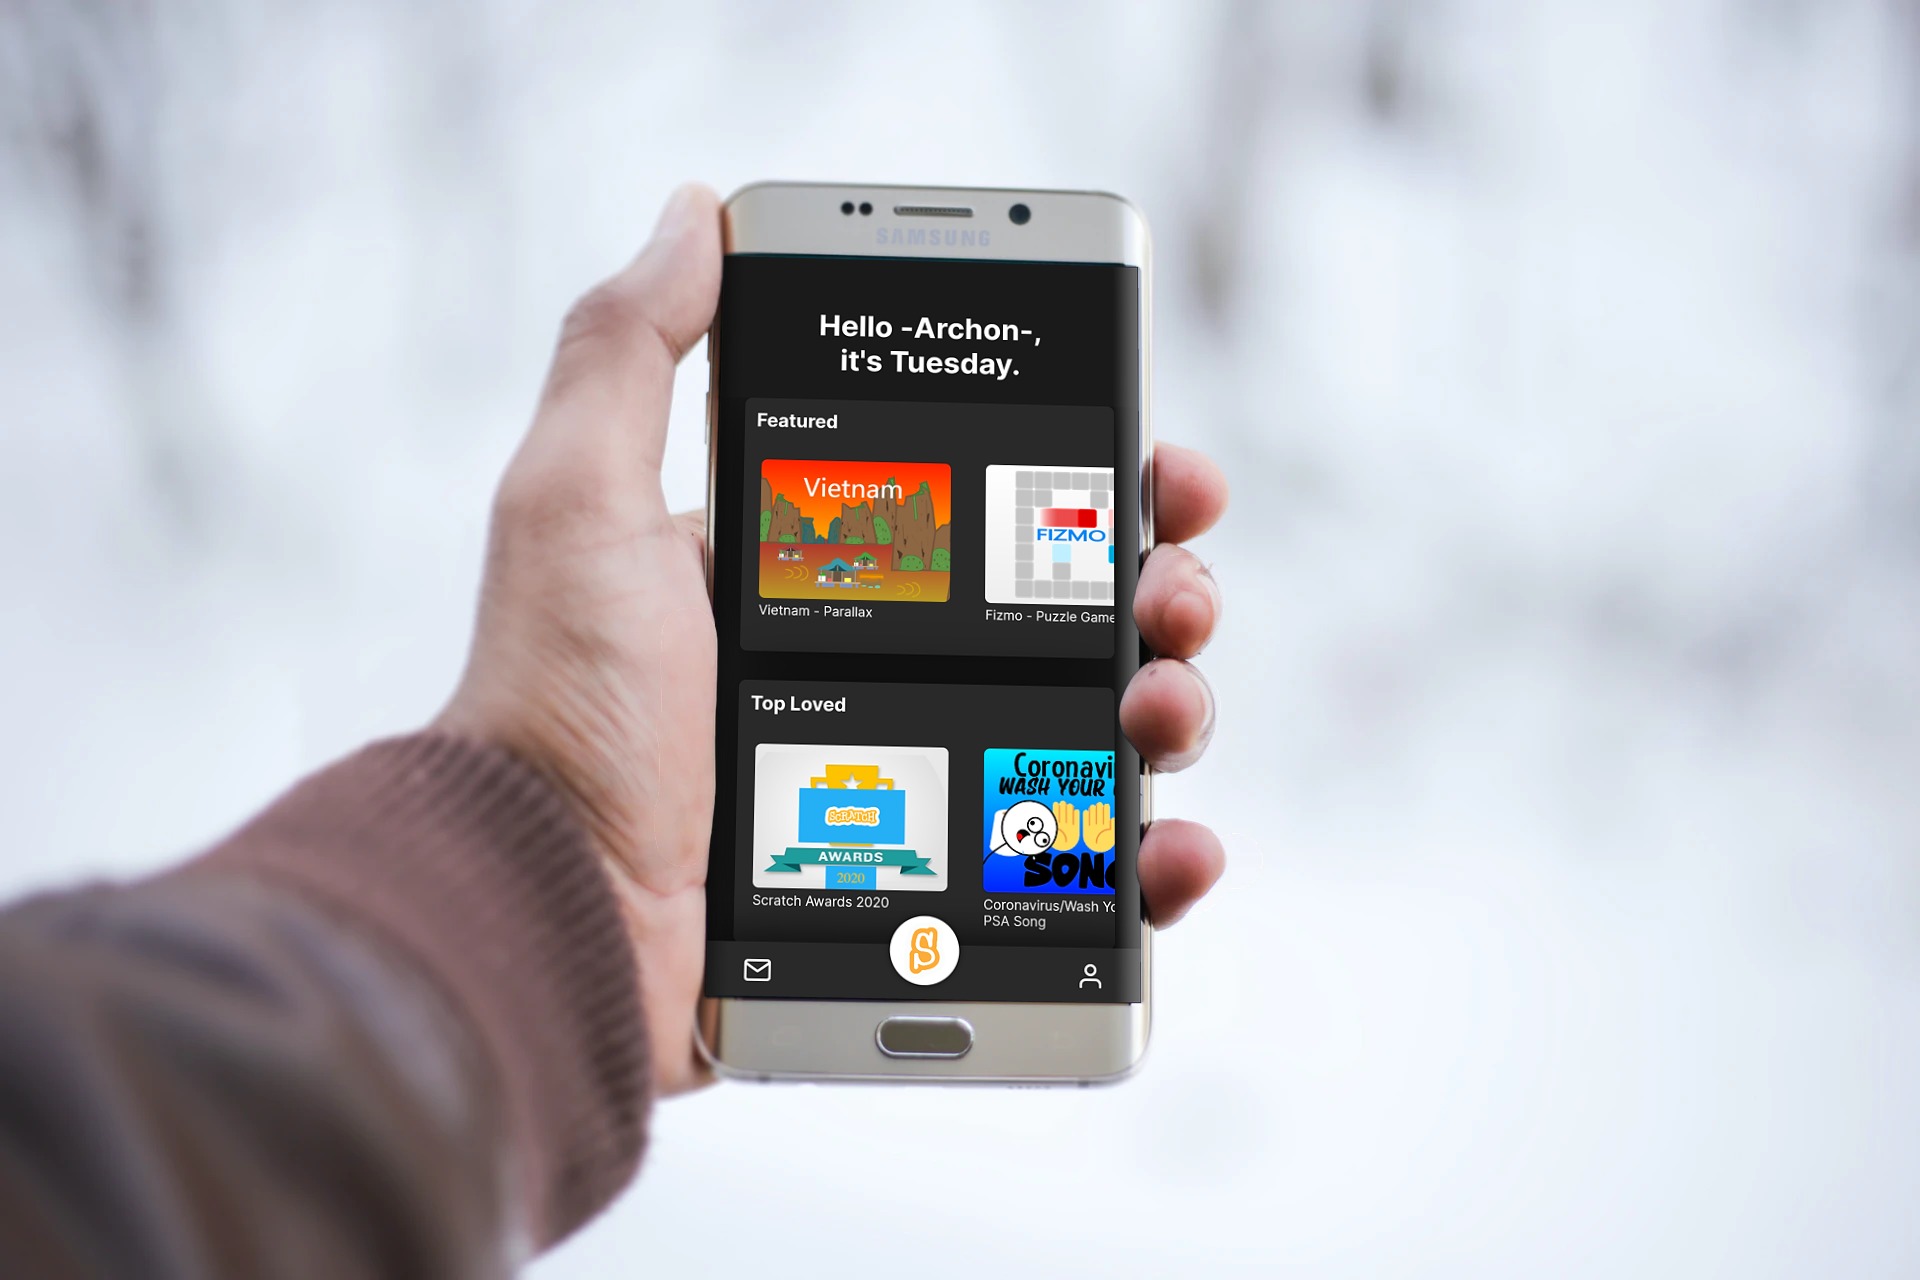 SAMSUNG
Hello -Archon-,
it's Tuesday.
Featured
Vietnam
FIZMO
Vietnam - Parallax
Fizmo - Puzzle Game
Top Loved
SCRATCH
AWARDS
2020
Coronavi
WASH YOUR
SONG
Scratch Awards 2020
Coronavirus/Wash Yo
PSA Song
S